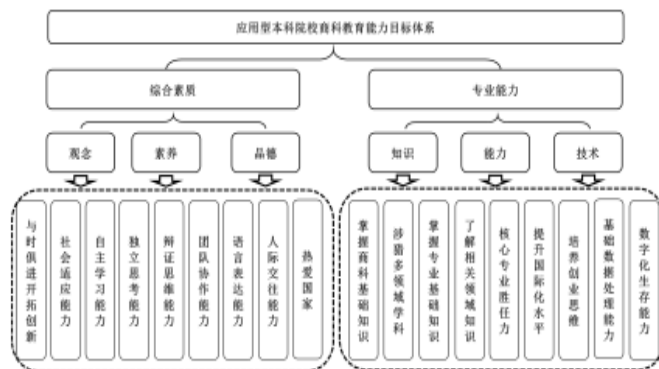 应用型本科院校商科教育能力目标体系
综合素质
专业能力
观念
素养
品德
知识
能力
技术
与时俱进开拓创新
社会适应能力
自主学习能力
独立思考能力
辩证思维能力
团队协作能力
语言表达能力
人际交往能力
热爱国家
掌握商科基础知识
涉猎多领域学科
掌握专业基础知识
了解相关领域知识
核心专业胜任力
提升国际化水平
培养创业思维
基础数据处理能力
数字化生存能力